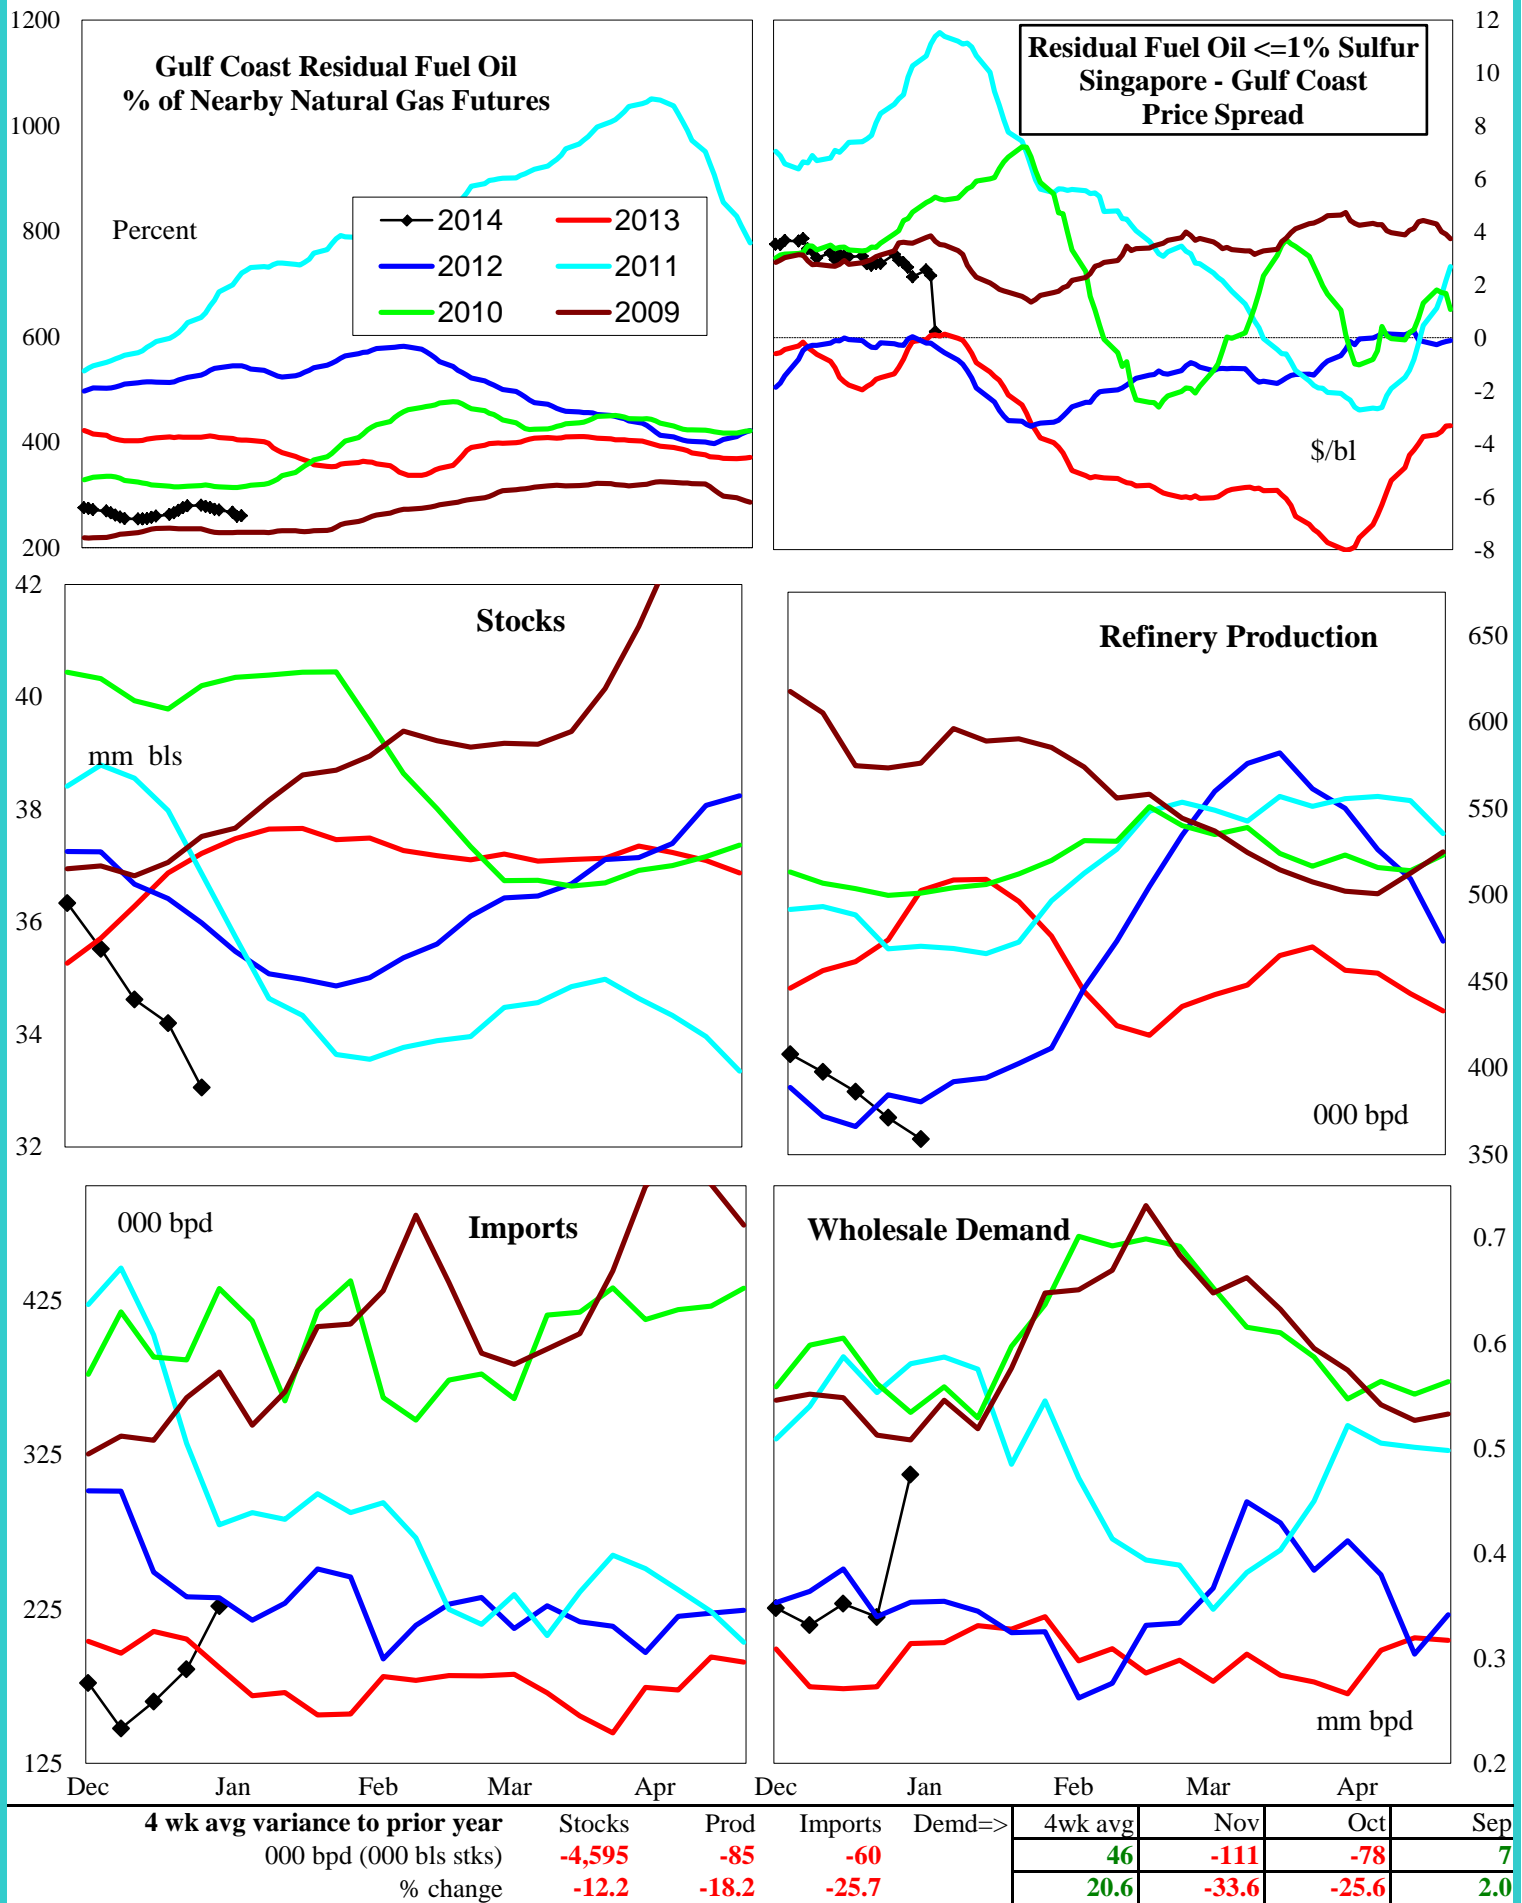 Gulf Coast Residual Fuel Oil
% of Nearby Natural Gas Futures
Percent
1200
1000
800
600
400
200
2014
2013
2012
2011
2010
2009
Residual Fuel Oil <=1% Sulfur
Singapore - Gulf Coast
Price Spread
12
10
8
6
4
2
0
-2
-4
-6
-8
$/bl
Stocks
mm bls
42
40
38
36
34
32
Refinery Production
650
600
550
500
450
400
350
000 bpd
000 bpd
Imports
425
325
225
125
Dec Jan Feb Mar Apr
Wholesale Demand
0.7
0.6
0.5
0.4
0.3
0.2
mm bpd
Dec Jan Feb Mar Apr
4 wk avg variance to prior year Stocks Prod Imports Demd=> 4wk avg Nov Oct Sep
000 bpd (000 bls stks) -4,595 -85 -60 46 -111 -78 7
% change -12.2 -18.2 -25.7 20.6 -33.6 -25.6 2.0